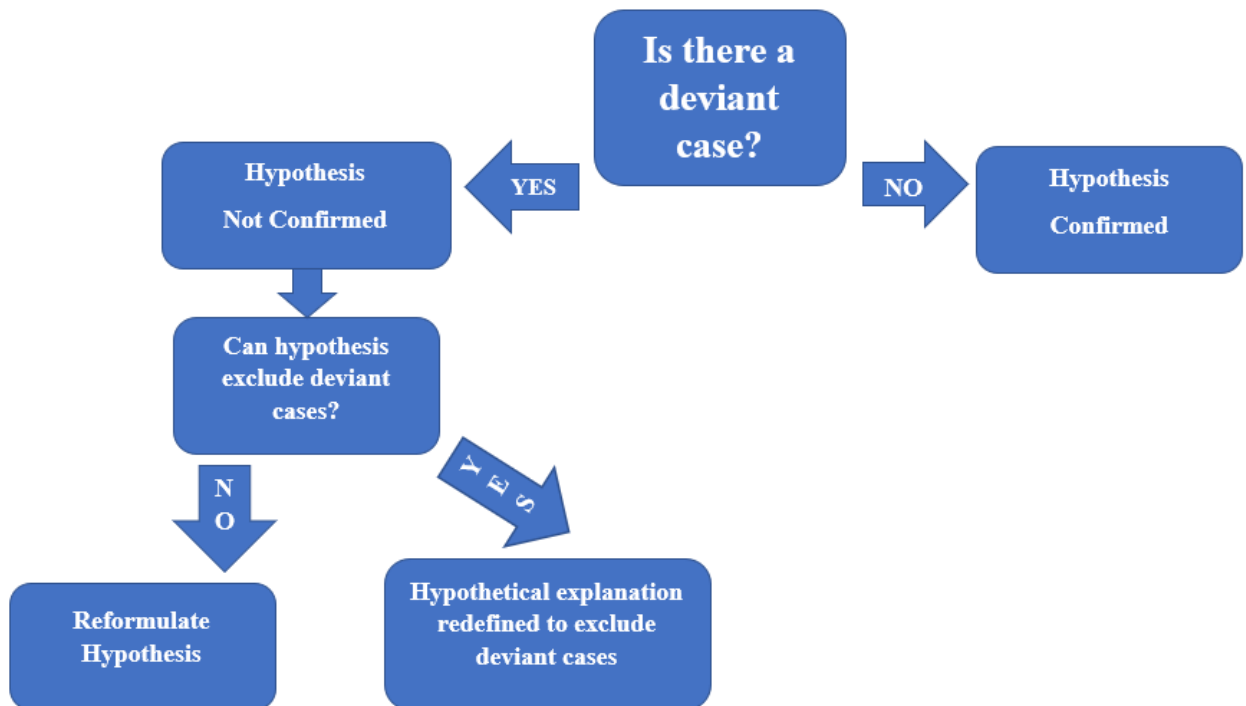 Is there a
deviant
case?
YES
NO
Hypothesis
Not Confirmed
Hypothesis
Confirmed
Can hypothesis
exclude deviant
cases?
N
O
YES
Reformulate
Hypothesis
Hypothetical explanation
redefined to exclude
deviant cases